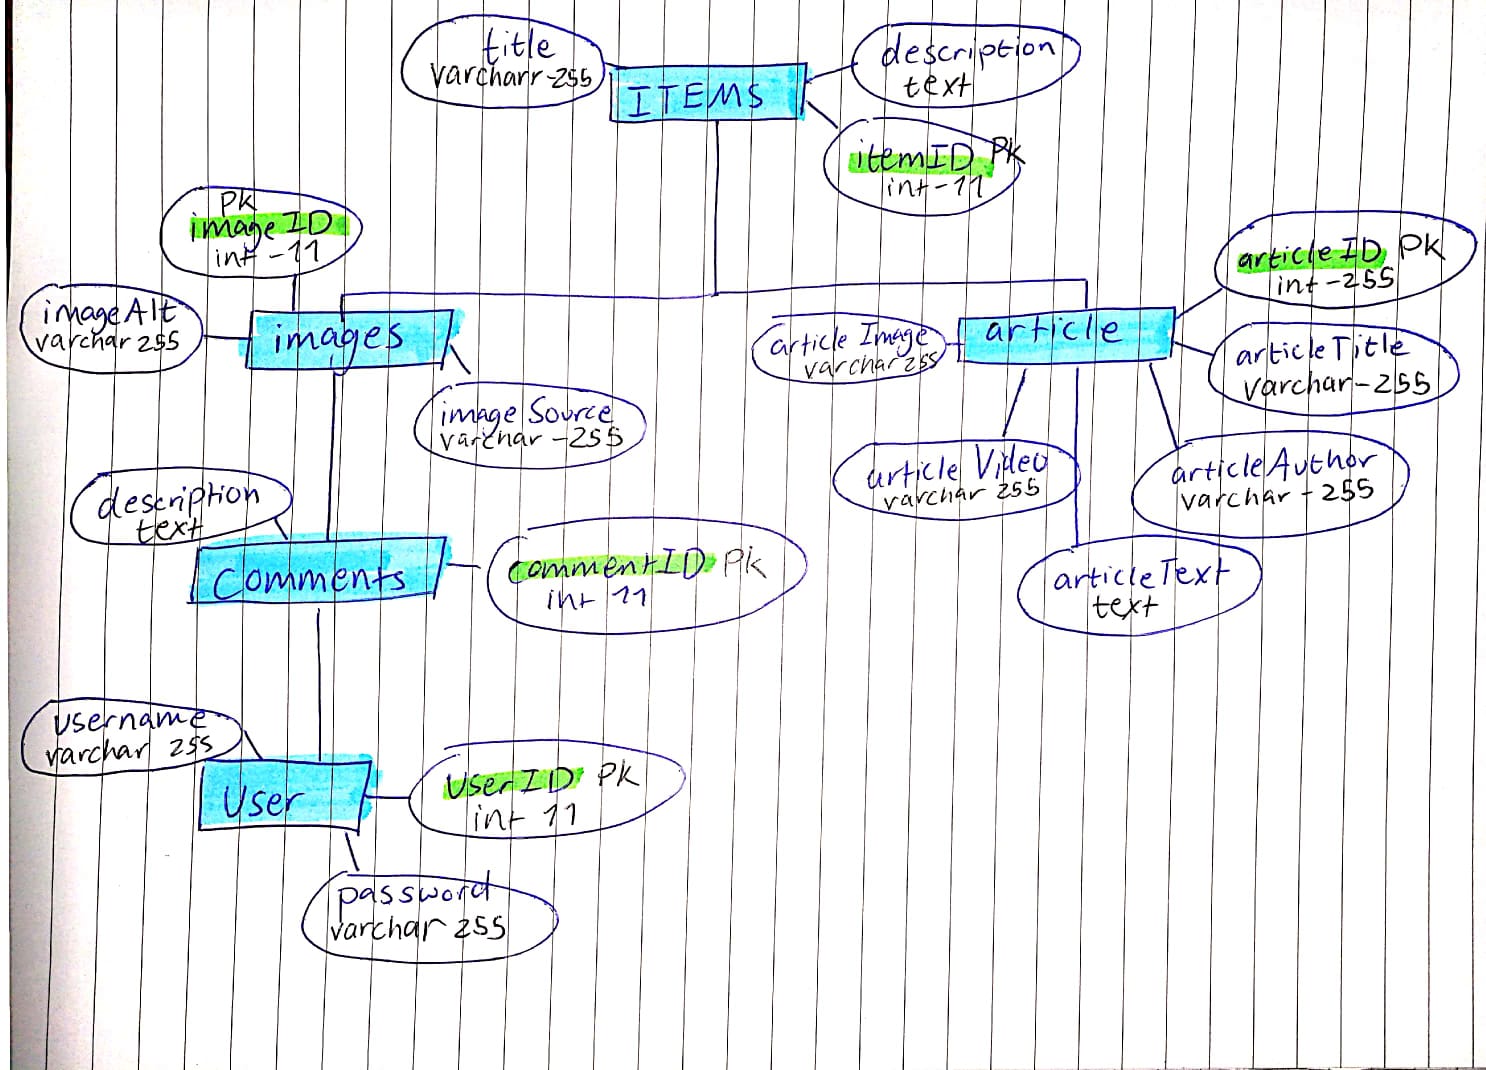 title
varcharr-255
ITEMS
description
text
itemID PK
int-11
PK
imageID
int-11
imageAlt
varchar 255
images
image Source
varchar-255
article Image
varchar 255
article
articleID PK
int-255
articleTitle
varchar-255
article Video
varchar 255
articleAuthor
varchar-255
articleText
text
description
text
Comments
commentID PK
int 11
username
varchar 255
User
UserID PK
int 11
password
varchar 255